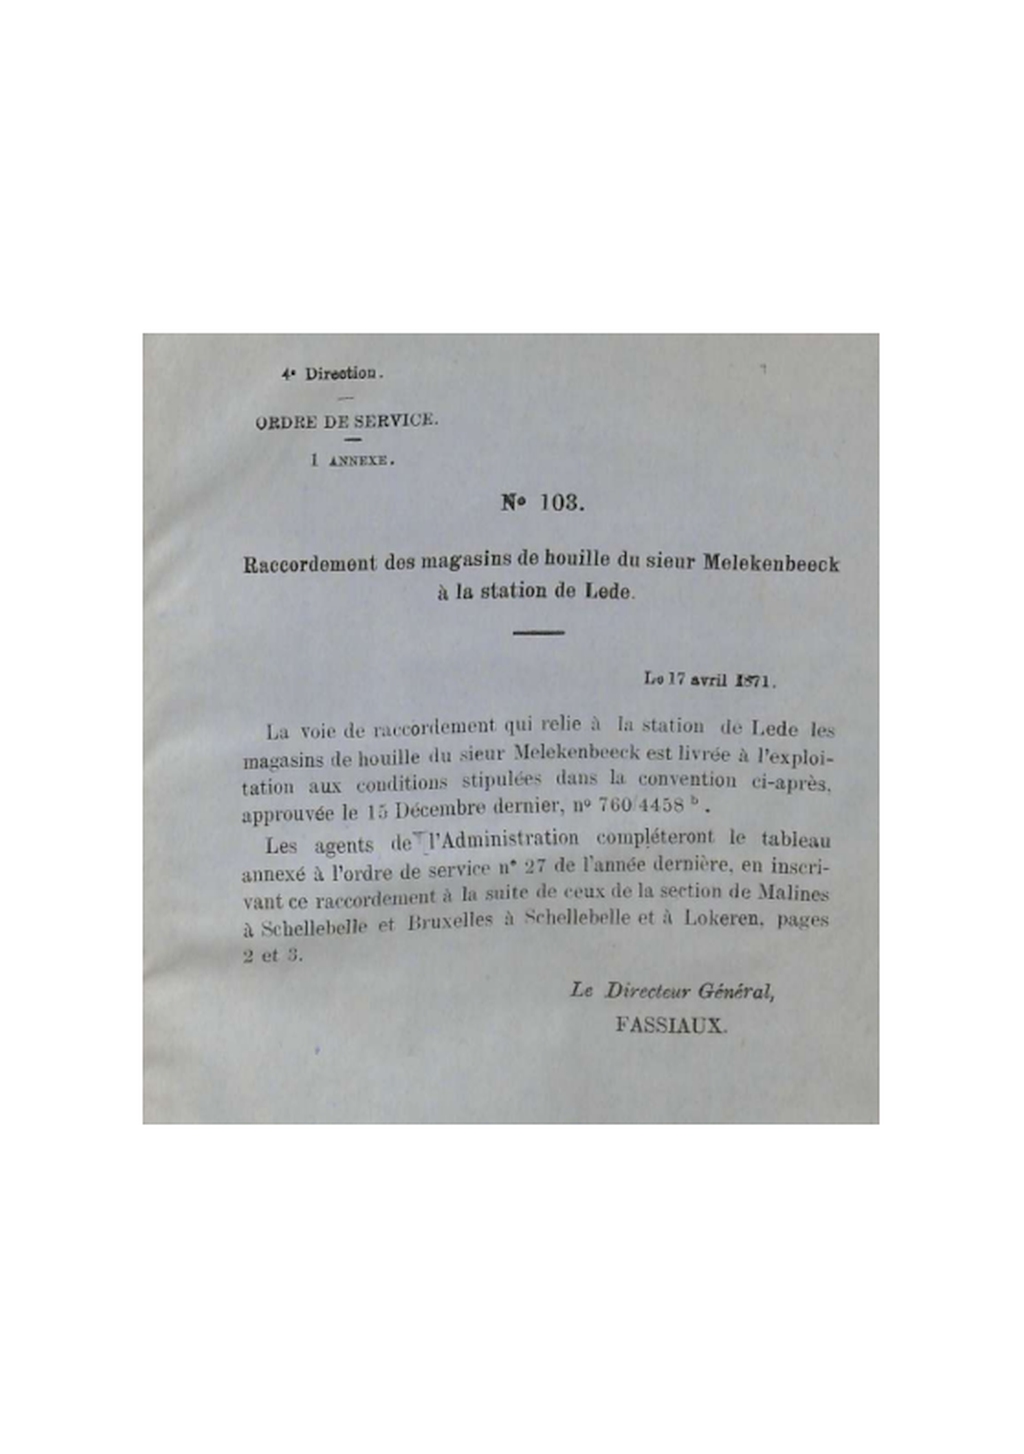 4e Direction.
ORDRE DE SERVICE.
1 ANNEXE.
No 103.
Raccordement des magasins de houille du sieur Melekenbeeck
à la station de Lede.
Le 17 avril 1871.
La voie de raccordement qui relie à la station de Lede les
magasins de houille du sieur Melekenbeeck est livrée à l'exploi-
tation aux conditions stipulées dans la convention ci-après,
approuvée le 15 Décembre dernier, no 760/4458 b.
Les agents de l'Administration compléteront le tableau
annexé à l'ordre de service no 27 de l'année dernière, en inscri-
vant ce raccordement à la suite de ceux de la section de Malines
à Schellebelle et Bruxelles à Schellebelle et à Lokeren, pages
2 et 3.
Le Directeur Général,
FASSIAUX.